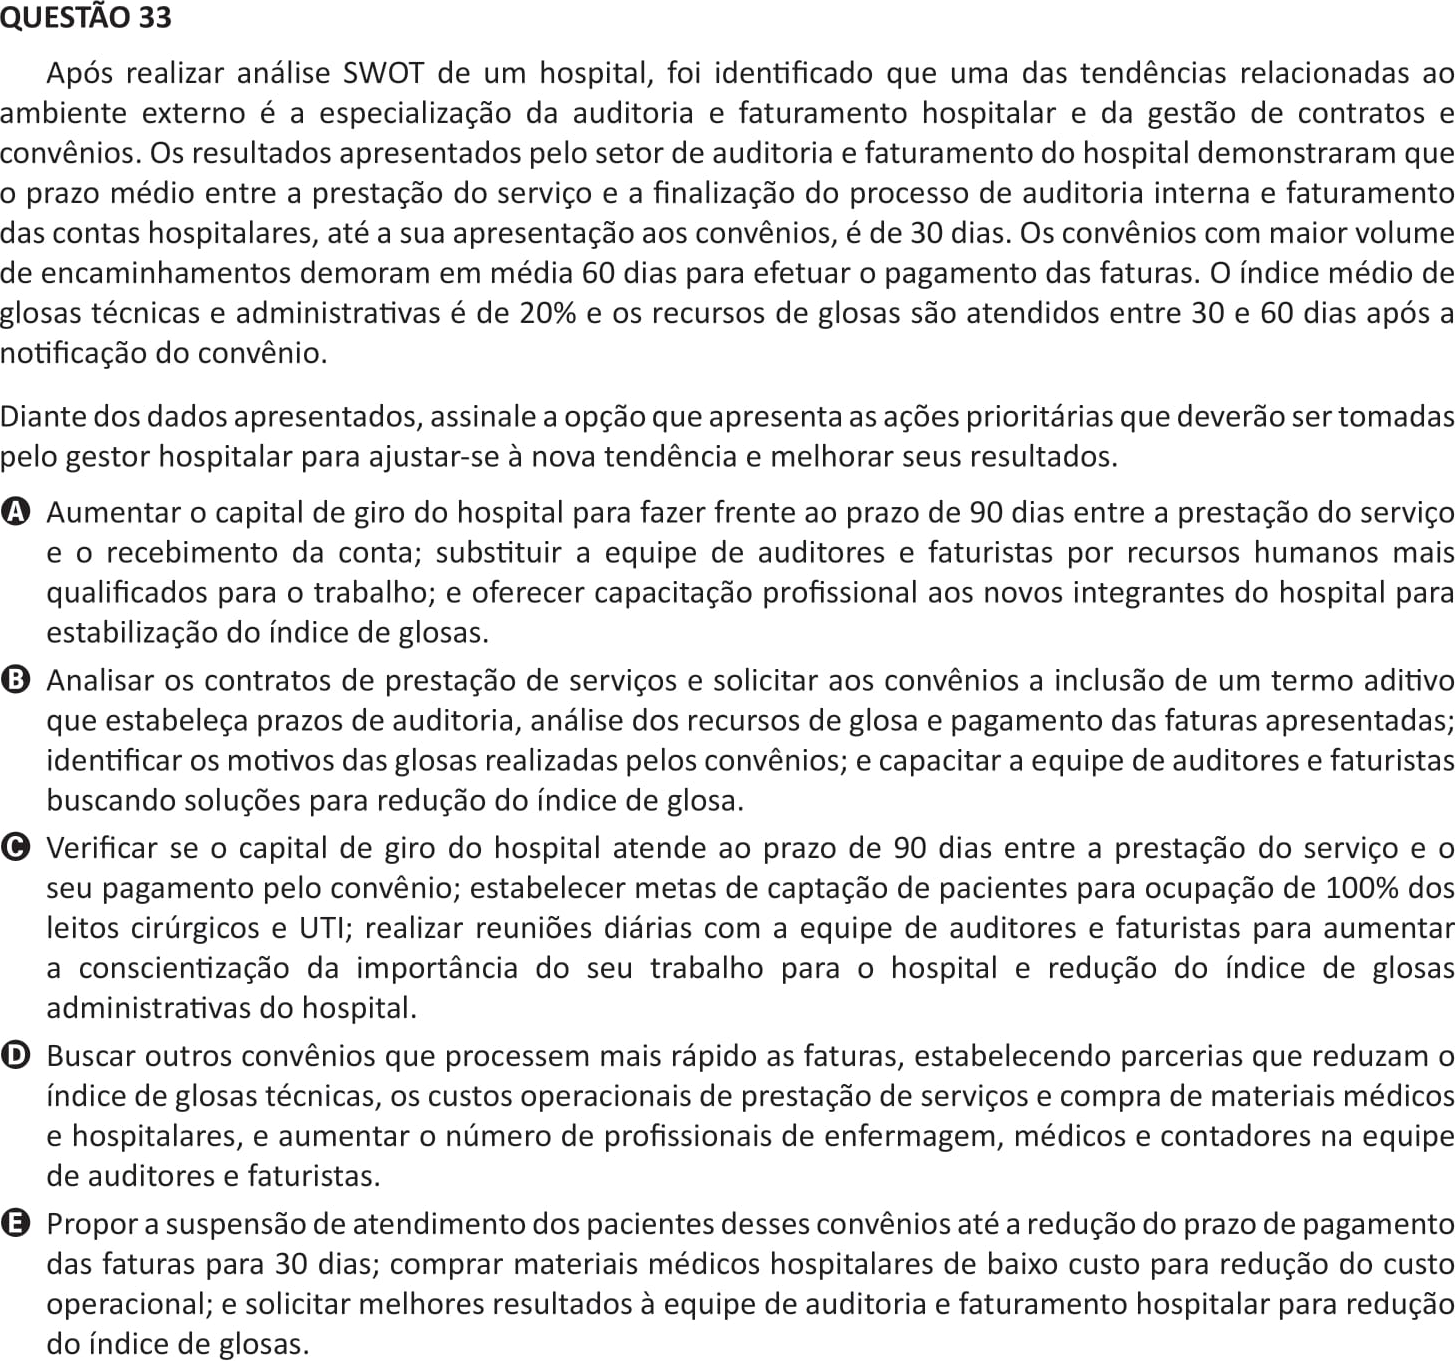 QUESTÃO 33
Após realizar análise SWOT de um hospital, foi identificado que uma das tendências relacionadas ao
ambiente externo é a especialização da auditoria e faturamento hospitalar e da gestão de contratos e
convênios. Os resultados apresentados pelo setor de auditoria e faturamento do hospital demonstraram que
o prazo médio entre a prestação do serviço e a finalização do processo de auditoria interna e faturamento
das contas hospitalares, até a sua apresentação aos convênios, é de 30 dias. Os convênios com maior volume
de encaminhamentos demoram em média 60 dias para efetuar o pagamento das faturas. O índice médio de
glosas técnicas e administrativas é de 20% e os recursos de glosas são atendidos entre 30 e 60 dias após a
notificação do convênio.
Diante dos dados apresentados, assinale a opção que apresenta as ações prioritárias que deverão ser tomadas
pelo gestor hospitalar para ajustar-se à nova tendência e melhorar seus resultados.
A Aumentar o capital de giro do hospital para fazer frente ao prazo de 90 dias entre a prestação do serviço
e o recebimento da conta; substituir a equipe de auditores e faturistas por recursos humanos mais
qualificados para o trabalho; e oferecer capacitação profissional aos novos integrantes do hospital para
estabilização do índice de glosas.
B Analisar os contratos de prestação de serviços e solicitar aos convênios a inclusão de um termo aditivo
que estabeleça prazos de auditoria, análise dos recursos de glosa e pagamento das faturas apresentadas;
identificar os motivos das glosas realizadas pelos convênios; e capacitar a equipe de auditores e faturistas
buscando soluções para redução do índice de glosa.
C Verificar se o capital de giro do hospital atende ao prazo de 90 dias entre a prestação do serviço e o
seu pagamento pelo convênio; estabelecer metas de captação de pacientes para ocupação de 100% dos
leitos cirúrgicos e UTI; realizar reuniões diárias com a equipe de auditores e faturistas para aumentar
a conscientização da importância do seu trabalho para o hospital e redução do índice de glosas
administrativas do hospital.
D Buscar outros convênios que processem mais rápido as faturas, estabelecendo parcerias que reduzam o
índice de glosas técnicas, os custos operacionais de prestação de serviços e compra de materiais médicos
e hospitalares, e aumentar o número de profissionais de enfermagem, médicos e contadores na equipe
de auditores e faturistas.
E Propor a suspensão de atendimento dos pacientes desses convênios até a redução do prazo de pagamento
das faturas para 30 dias; comprar materiais médicos hospitalares de baixo custo para redução do custo
operacional; e solicitar melhores resultados à equipe de auditoria e faturamento hospitalar para redução
do índice de glosas.